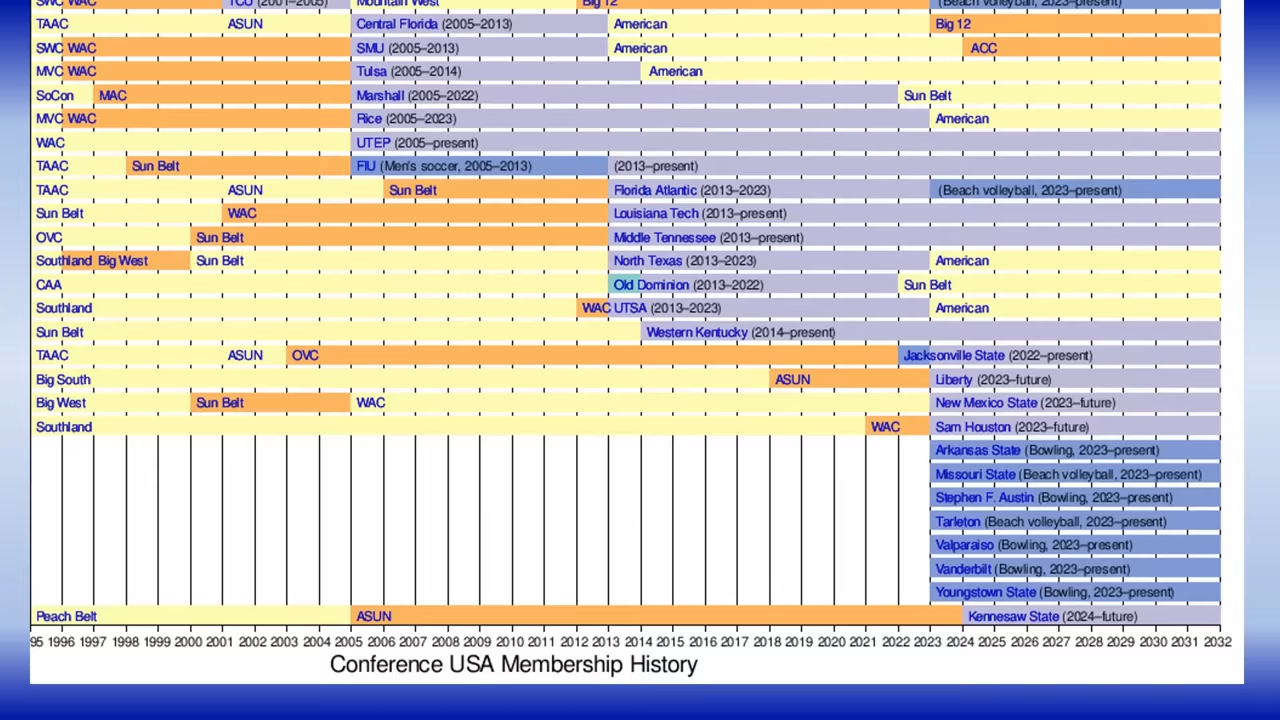 SWC WAC TCU (2001–2005) Mountain West Big 12 (Beach volleyball, 2023–present)
TAAC ASUN Central Florida (2005–2013) American Big 12
SWC WAC SMU (2005–2013) American ACC
MVC WAC Tulsa (2005–2014) American
SoCon MAC Marshall (2005–2022) Sun Belt
MVC WAC Rice (2005–2023) American
WAC UTEP (2005–present)
TAAC Sun Belt FIU (Men's soccer, 2005–2013) (2013–present)
TAAC ASUN Sun Belt Florida Atlantic (2013–2023) (Beach volleyball, 2023–present)
Sun Belt WAC Louisiana Tech (2013–present)
OVC Sun Belt Middle Tennessee (2013–present)
Southland Big West Sun Belt North Texas (2013–2023) American
CAA Old Dominion (2013–2022) Sun Belt
Southland WAC UTSA (2013–2023) American
Sun Belt Western Kentucky (2014–present)
TAAC ASUN OVC Jacksonville State (2022–present)
Big South ASUN Liberty (2023–future)
Big West Sun Belt WAC New Mexico State (2023–future)
Southland WAC Sam Houston (2023–future)
Arkansas State (Bowling, 2023–present)
Missouri State (Beach volleyball, 2023–present)
Stephen F. Austin (Bowling, 2023–present)
Tarleton (Beach volleyball, 2023–present)
Valparaiso (Bowling, 2023–present)
Vanderbilt (Bowling, 2023–present)
Youngstown State (Bowling, 2023–present)
Peach Belt ASUN Kennesaw State (2024–future)
95 1996 1997 1998 1999 2000 2001 2002 2003 2004 2005 2006 2007 2008 2009 2010 2011 2012 2013 2014 2015 2016 2017 2018 2019 2020 2021 2022 2023 2024 2025 2026 2027 2028 2029 2030 2031 2032
Conference USA Membership History